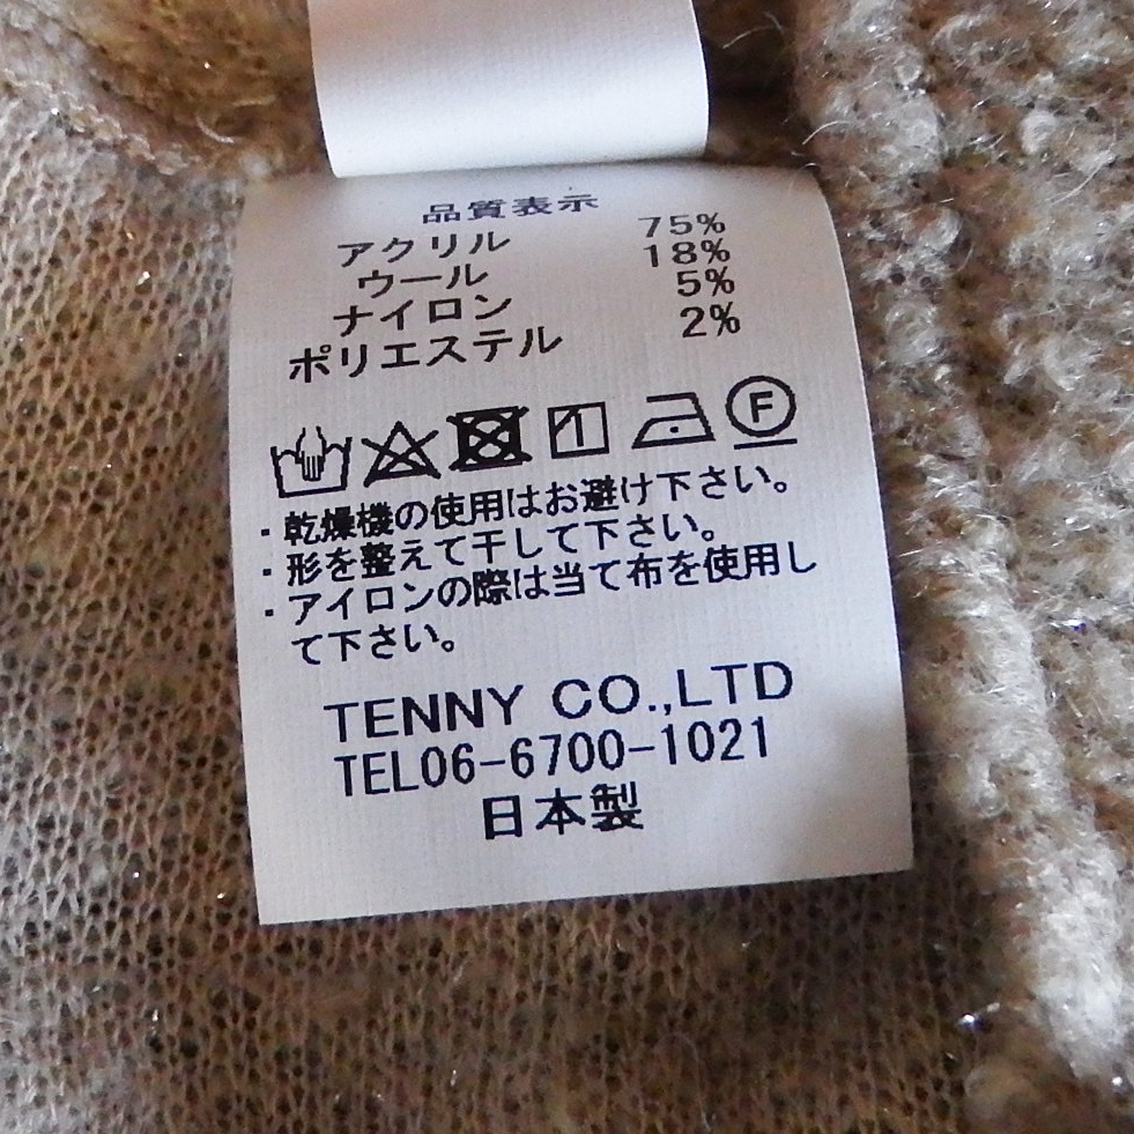 品質表示
アクリル 75%
ウール 18%
ナイロン 5%
ポリエステル 2%
F
・乾燥機の使用はお避け下さい。
・形を整えて干して下さい。
・アイロンの際は当て布を使用し
て下さい。
TENNY CO.,LTD
TEL06-6700-1021
日本製